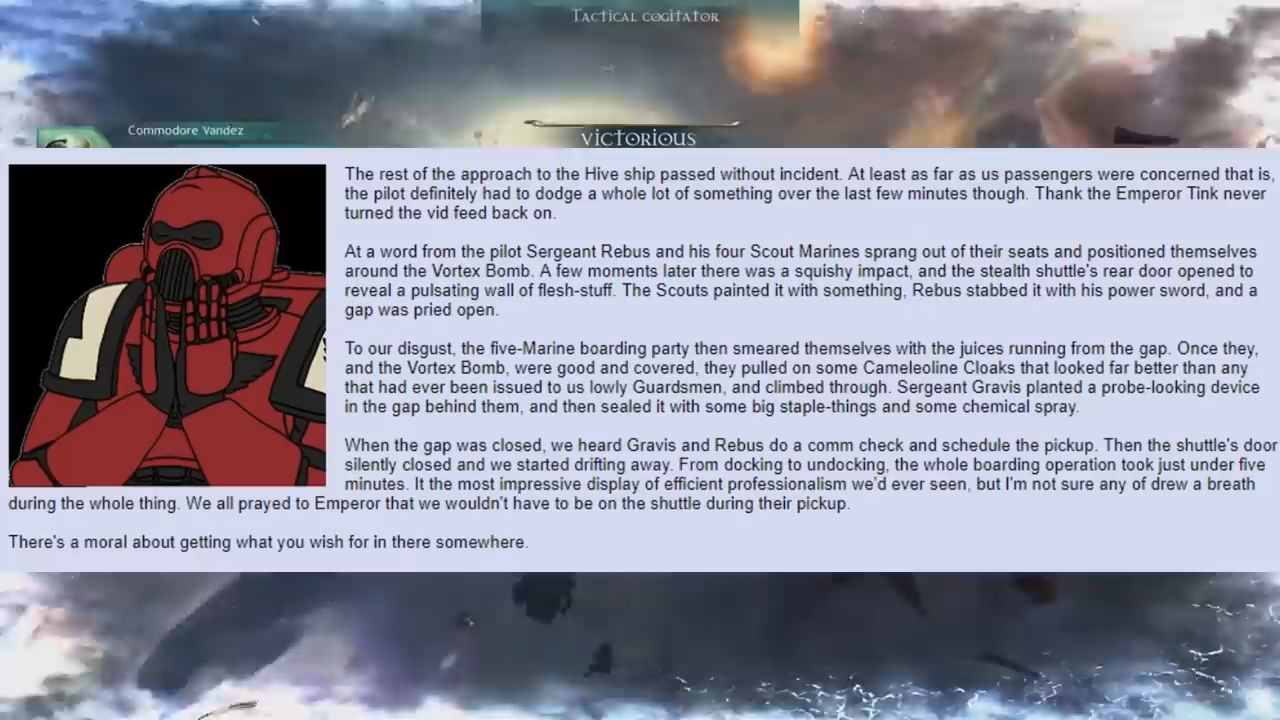 Tactical cogitator
Commodore Vandez
VICTORIOUS
The rest of the approach to the Hive ship passed without incident. At least as far as us passengers were concerned that is,
the pilot definitely had to dodge a whole lot of something over the last few minutes though. Thank the Emperor Tink never
turned the vid feed back on.
At a word from the pilot Sergeant Rebus and his four Scout Marines sprang out of their seats and positioned themselves
around the Vortex Bomb. A few moments later there was a squishy impact, and the stealth shuttle's rear door opened to
reveal a pulsating wall of flesh-stuff. The Scouts painted it with something, Rebus stabbed it with his power sword, and a
gap was pried open.
To our disgust, the five-Marine boarding party then smeared themselves with the juices running from the gap. Once they,
and the Vortex Bomb, were good and covered, they pulled on some Cameleoline Cloaks that looked far better than any
that had ever been issued to us lowly Guardsmen, and climbed through. Sergeant Gravis planted a probe-looking device
in the gap behind them, and then sealed it with some big staple-things and some chemical spray.
When the gap was closed, we heard Gravis and Rebus do a comm check and schedule the pickup. Then the shuttle's door
silently closed and we started drifting away. From docking to undocking, the whole boarding operation took just under five
minutes. It the most impressive display of efficient professionalism we'd ever seen, but I'm not sure any of drew a breath
during the whole thing. We all prayed to Emperor that we wouldn't have to be on the shuttle during their pickup.
There's a moral about getting what you wish for in there somewhere.